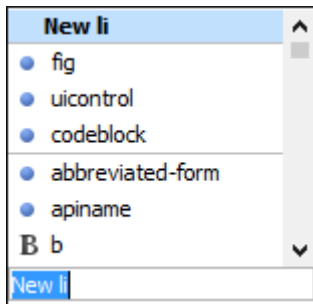 New li
fig
uicontrol
codeblock
abbreviated-form
apiname
B b
New li